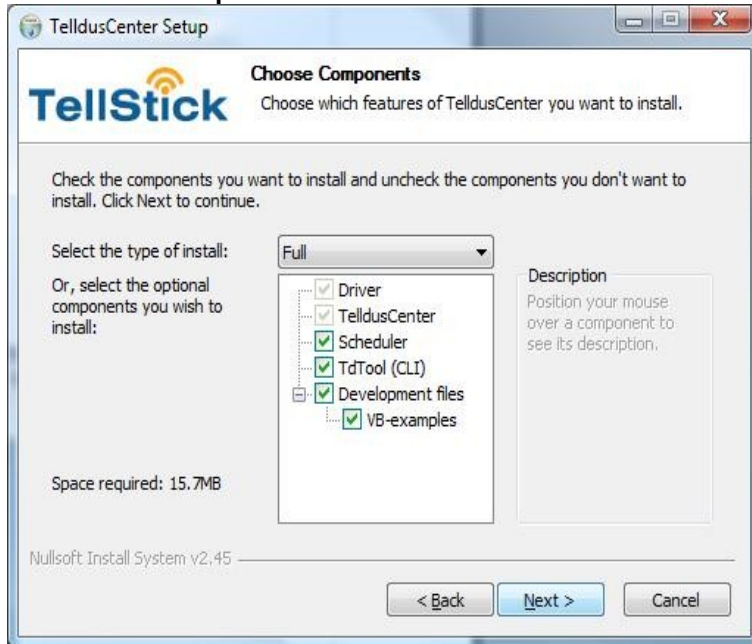 TelldusCenter Setup
TellStick
Choose Components
Choose which features of TelldusCenter you want to install.
Check the components you want to install and uncheck the components you don't want to
install. Click Next to continue.
Select the type of install:
Full
Or, select the optional
components you wish to
install:
Driver
TelldusCenter
Scheduler
TdTool (CLI)
Development files
VB-examples
Description
Position your mouse
over a component to
see its description.
Space required: 15.7MB
Nullsoft Install System v2.45
< Back
Next >
Cancel